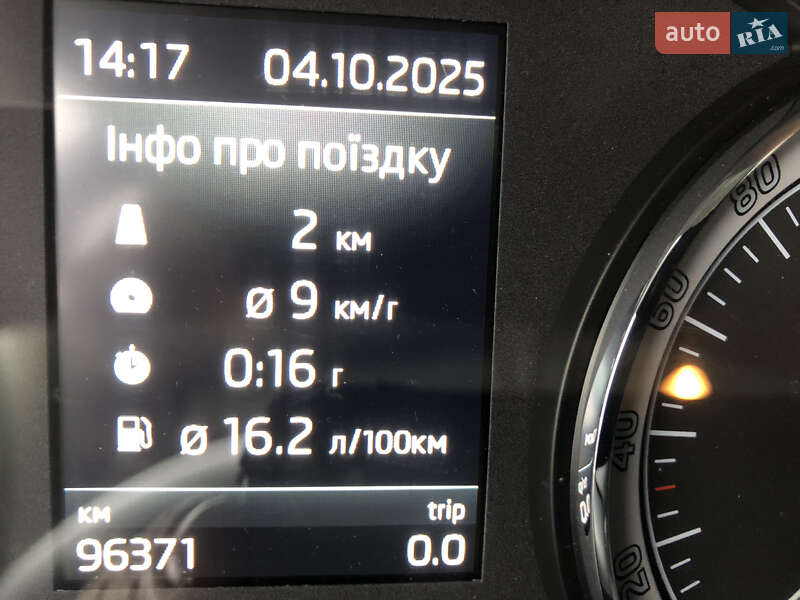 auto RIA .com
14:17 04.10.2025
Інфо про поїздку
2 км
ø 9 км/г
0:16 г
ø 16.2 л/100км
км trip
96371 0.0
80
60
40
20